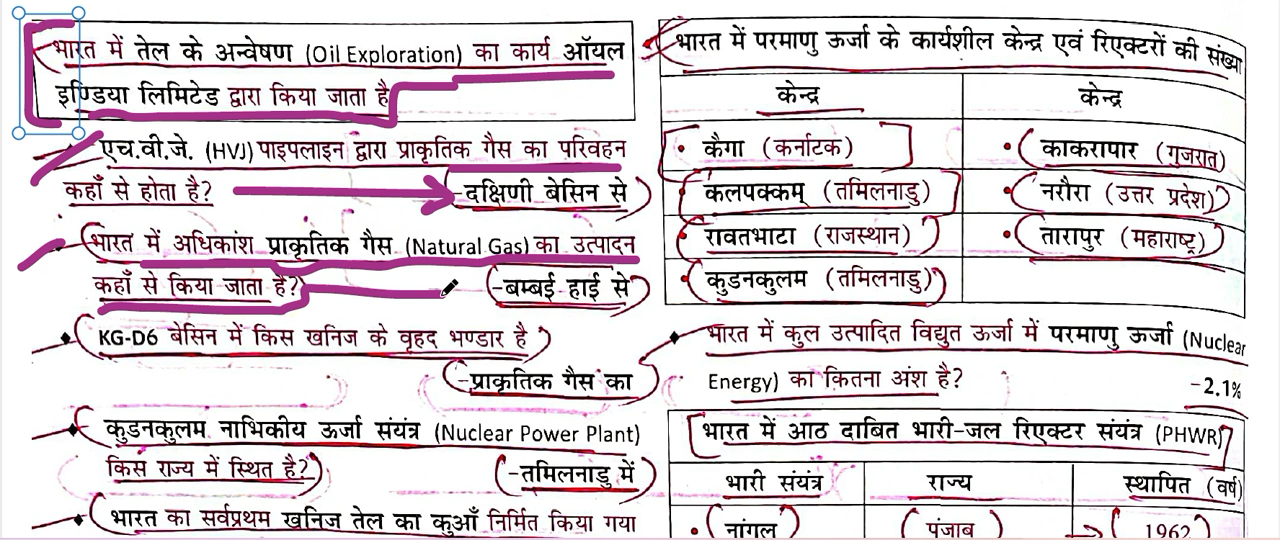 भारत में तेल के अन्वेषण (Oil Exploration) का कार्य ऑयल
इण्डिया लिमिटेड द्वारा किया जाता है
एच.वी.जे. (HVJ) पाइपलाइन द्वारा प्राकृतिक गैस का परिवहन
कहाँ से होता है?
-दक्षिणी बेसिन से
भारत में अधिकांश प्राकृतिक गैस (Natural Gas) का उत्पादन
कहाँ से किया जाता है?
-बम्बई हाई से
KG-D6 बेसिन में किस खनिज के वृहद भण्डार है
-प्राकृतिक गैस का
कुडनकुलम नाभिकीय ऊर्जा संयंत्र (Nuclear Power Plant)
किस राज्य में स्थित है?
-तमिलनाडु में
भारत का सर्वप्रथम खनिज तेल का कुआँ निर्मित किया गया
भारत में परमाणु ऊर्जा के कार्यशील केन्द्र एवं रिएक्टरों की संख्या
केन्द्र केन्द्र
• कैगा (कर्नाटक) • काकरापार (गुजरात)
• कलपक्कम् (तमिलनाडु) • नरौरा (उत्तर प्रदेश)
• रावतभाटा (राजस्थान) • तारापुर (महाराष्ट्र)
• कुडनकुलम (तमिलनाडु)
भारत में कुल उत्पादित विद्युत ऊर्जा में परमाणु ऊर्जा (Nuclear
Energy) का कितना अंश है?
-2.1%
भारत में आठ दाबित भारी-जल रिएक्टर संयंत्र (PHWR)
भारी संयंत्र राज्य स्थापित (वर्ष)
• नांगल पंजाब 1962